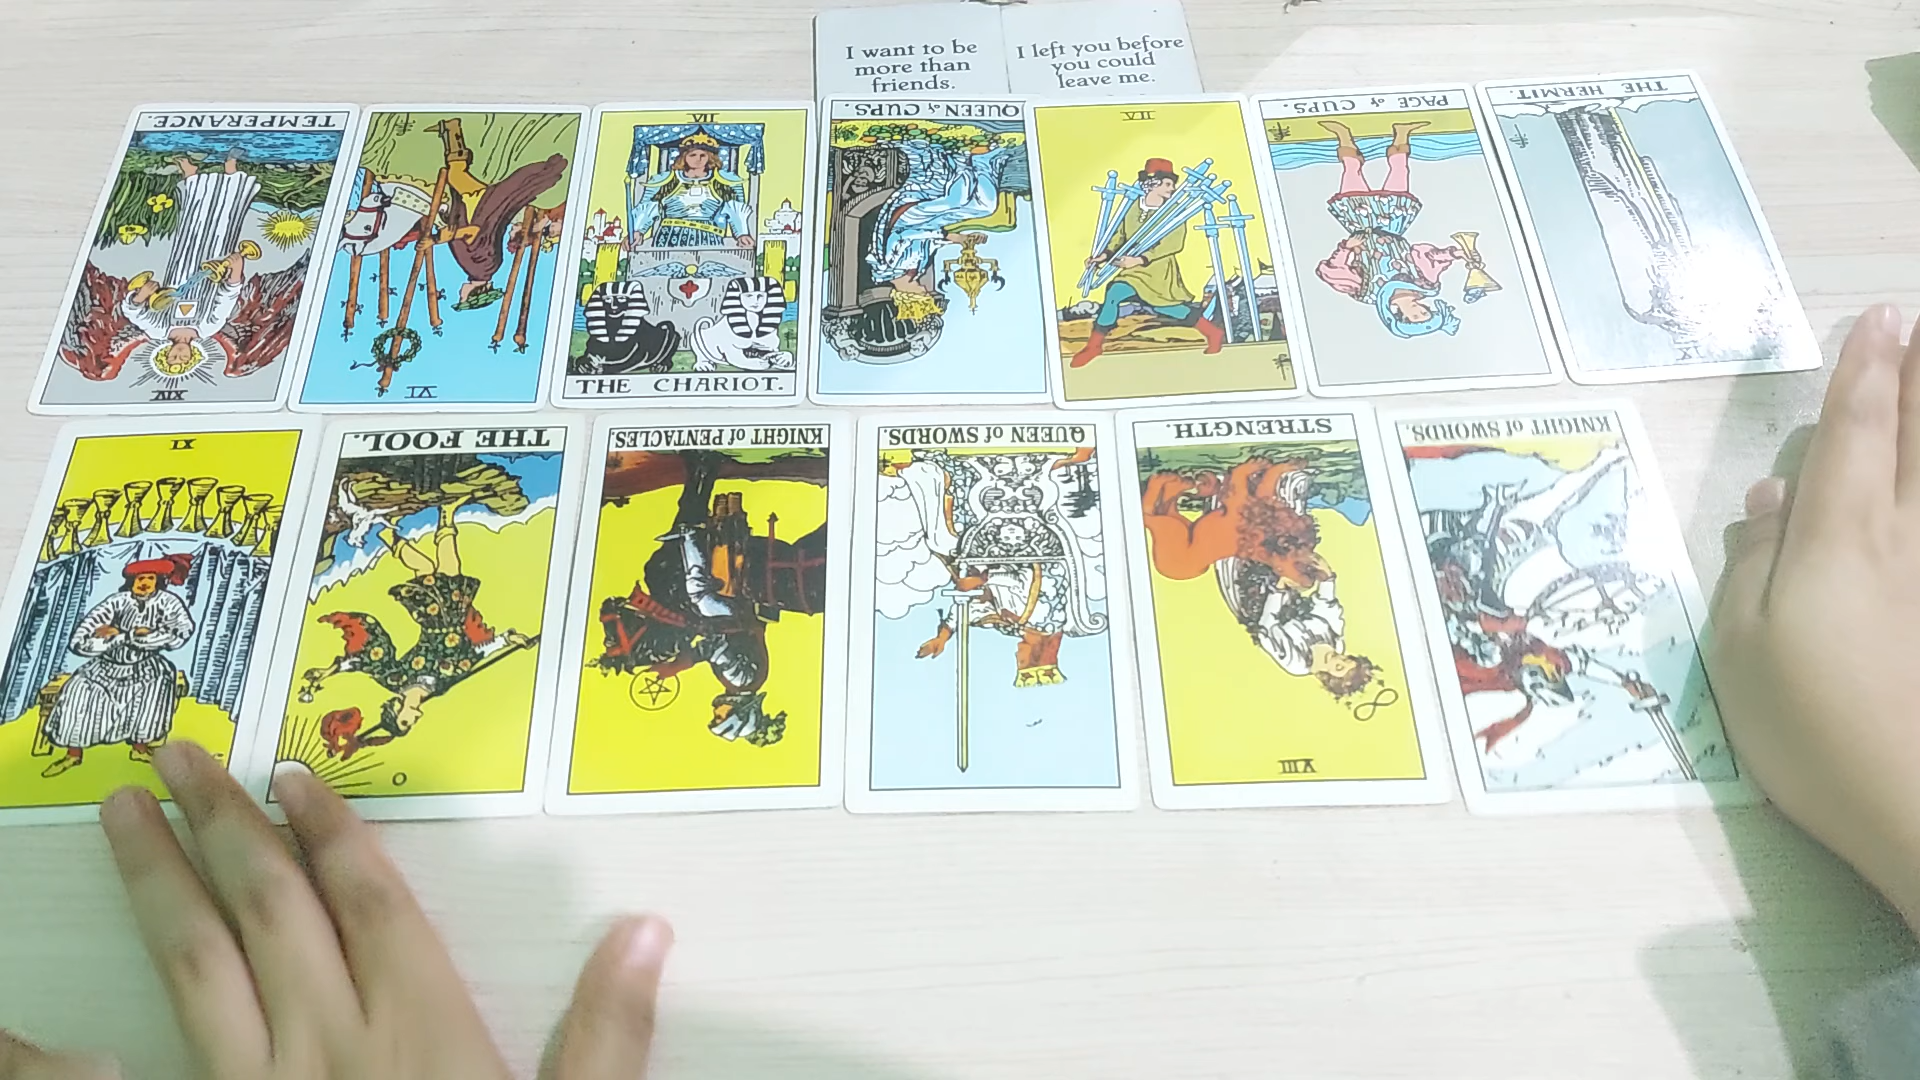 I want to be
more than
friends.
I left you before
you could
leave me.
TEMPERANCE.
XIV
VI
VII
THE CHARIOT.
QUEEN of CUPS.
VII
PAGE of CUPS.
THE HERMIT.
IX
IX
THE FOOL.
0
KNIGHT of PENTACLES.
QUEEN of SWORDS.
STRENGTH.
VIII
KNIGHT of SWORDS.